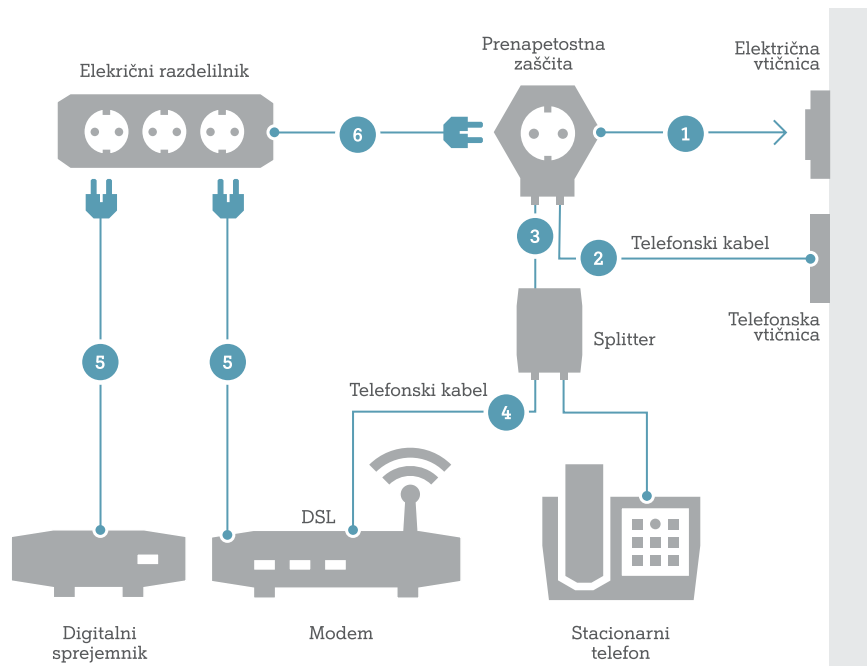 Prenapetostna
zaščita
Električna
vtičnica
Elekrični razdelilnik
6
1
3
Telefonski kabel
2
Telefonska
vtičnica
Splitter
5
5
Telefonski kabel
4
DSL
Digitalni
sprejemnik
Modem
Stacionarni
telefon